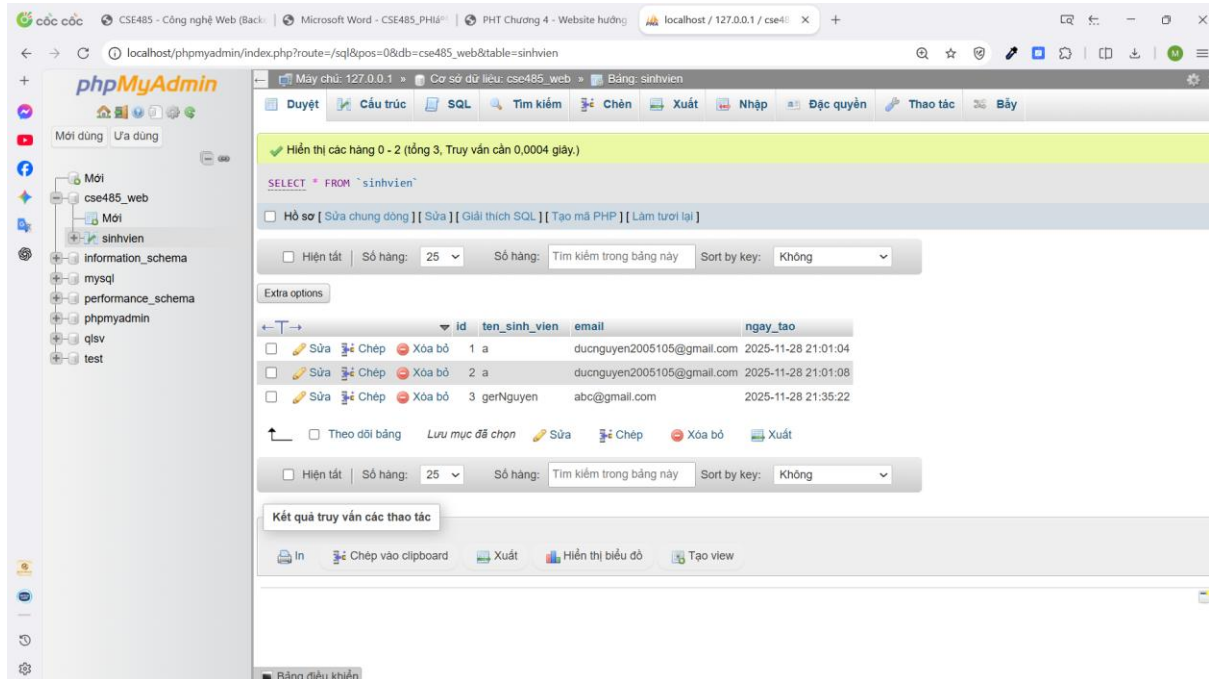 cốc cốc CSE485 - Công nghệ Web (Back Microsoft Word - CSE485_PHIá PHT Chương 4 - Website hướng localhost / 127.0.0.1 / cse48
localhost/phpmyadmin/index.php?route=/sql&pos=0&db=cse485_web&table=sinhvien M
phpMyAdmin
Mới dùng Ưa dùng
Mới
cse485_web
Mới
sinhvien
information_schema
mysql
performance_schema
phpmyadmin
qlsv
test
Máy chủ: 127.0.0.1 » Cơ sở dữ liệu: cse485_web » Bảng: sinhvien
Duyệt Cấu trúc SQL Tìm kiếm Chèn Xuất Nhập Đặc quyền Thao tác Bẫy
Hiển thị các hàng 0 - 2 (tổng 3, Truy vấn cần 0,0004 giây.)
SELECT * FROM `sinhvien`
Hồ sơ [ Sửa chung dòng ] [ Sửa ] [ Giải thích SQL ] [ Tạo mã PHP ] [ Làm tươi lại ]
Hiện tất | Số hàng: 25 Số hàng: Tìm kiếm trong bảng này Sort by key: Không
Extra options
←T→ id ten_sinh_vien email ngay_tao
Sửa Chép Xóa bỏ 1 a ducnguyen2005105@gmail.com 2025-11-28 21:01:04
Sửa Chép Xóa bỏ 2 a ducnguyen2005105@gmail.com 2025-11-28 21:01:08
Sửa Chép Xóa bỏ 3 gerNguyen abc@gmail.com 2025-11-28 21:35:22
Theo dõi bảng Lưu mục đã chọn Sửa Chép Xóa bỏ Xuất
Hiện tất | Số hàng: 25 Số hàng: Tìm kiếm trong bảng này Sort by key: Không
Kết quả truy vấn các thao tác
In Chép vào clipboard Xuất Hiển thị biểu đồ Tạo view
Bảng điều khiển